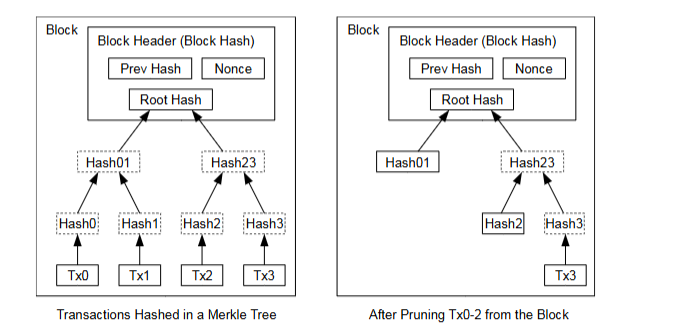 Block
Block Header (Block Hash)
Prev Hash
Nonce
Root Hash
Hash01
Hash23
Hash0
Hash1
Hash2
Hash3
Tx0
Tx1
Tx2
Tx3
Transactions Hashed in a Merkle Tree
Block
Block Header (Block Hash)
Prev Hash
Nonce
Root Hash
Hash01
Hash23
Hash2
Hash3
Tx3
After Pruning Tx0-2 from the Block